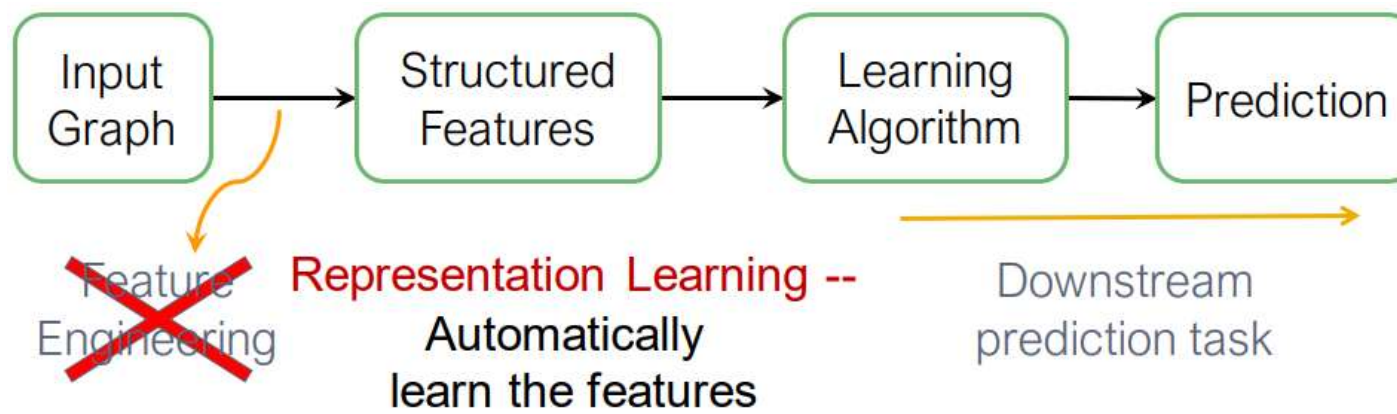 Input
Graph
Structured
Features
Learning
Algorithm
Prediction
Feature
Engineering
Representation Learning --
Automatically
learn the features
Downstream
prediction task